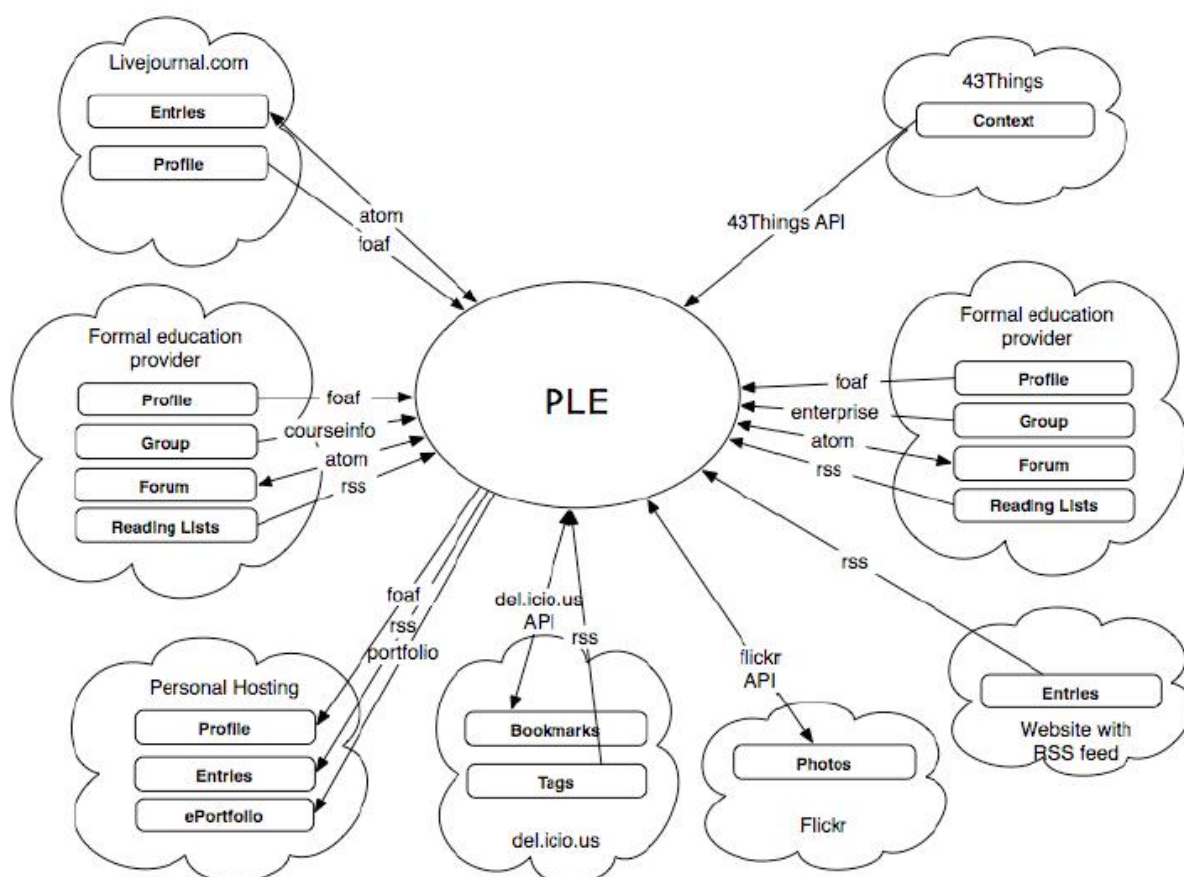 Livejournal.com
Entries
Profile
atom
foaf
43Things
Context
43Things API
Formal education
provider
Profile
Group
Forum
Reading Lists
foaf
courseinfo
atom
rss
PLE
Formal education
provider
Profile
Group
Forum
Reading Lists
foaf
enterprise
atom
rss
foaf
rss
portfolio
Personal Hosting
Profile
Entries
ePortfolio
del.icio.us
API
rss
Bookmarks
Tags
del.icio.us
flickr
API
Photos
Flickr
rss
Entries
Website with
RSS feed